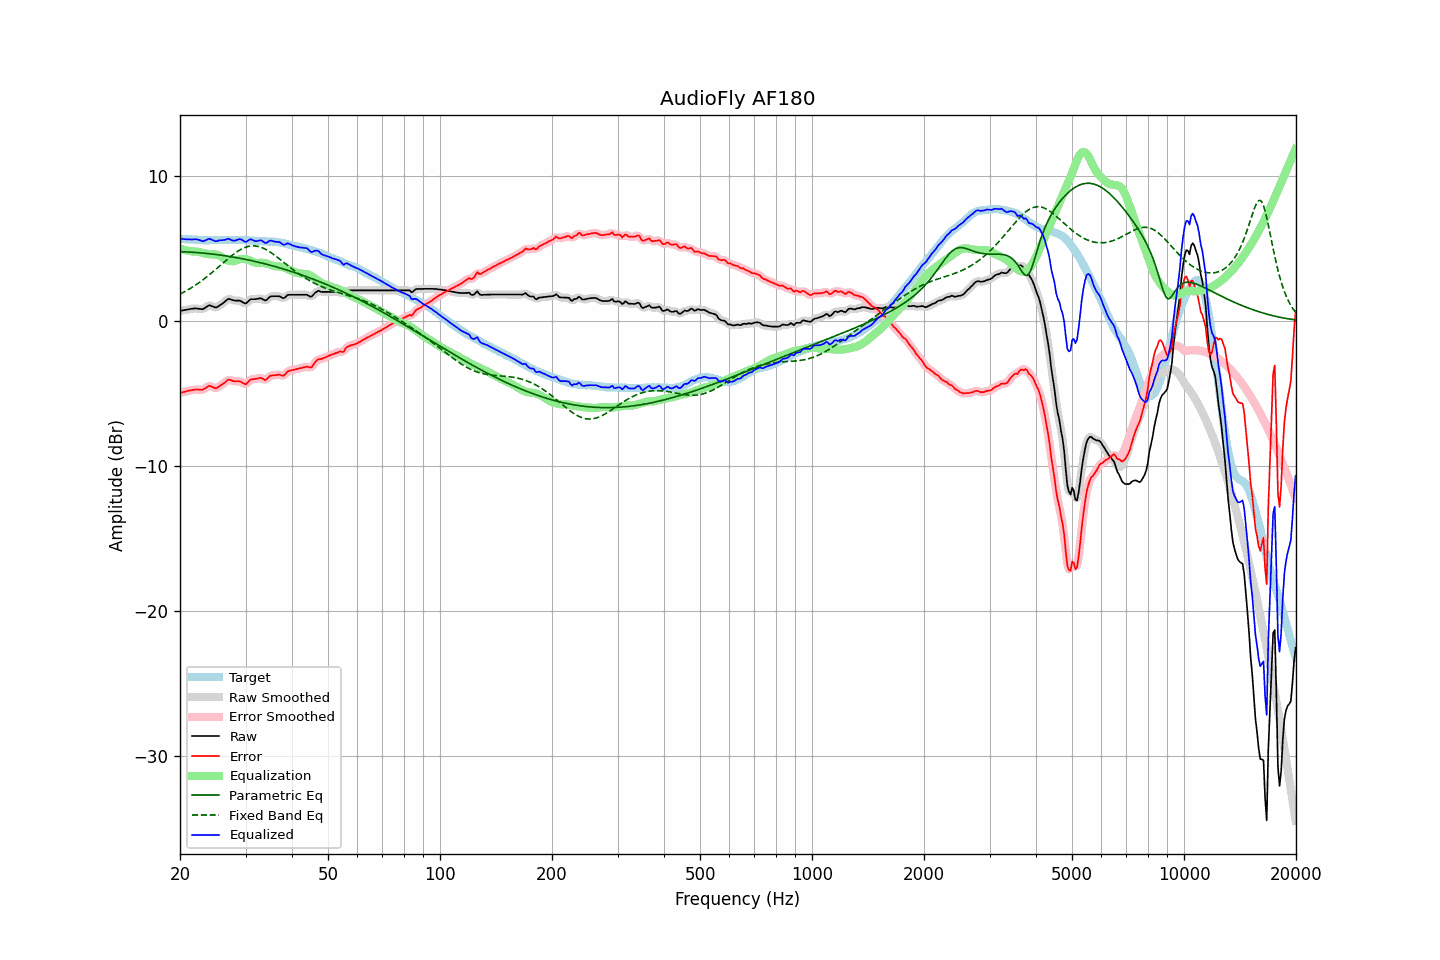 AudioFly AF180
Amplitude (dBr)
10
0
−10
−20
−30
Target
Raw Smoothed
Error Smoothed
Raw
Error
Equalization
Parametric Eq
Fixed Band Eq
Equalized
20 50 100 200 500 1000 2000 5000 10000 20000
Frequency (Hz)